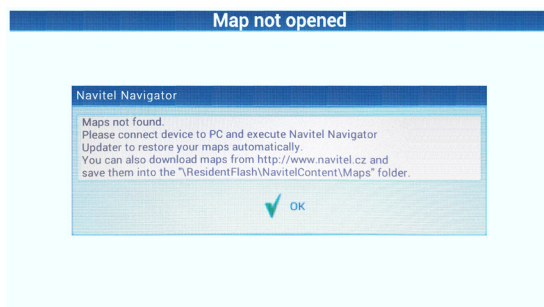 Map not opened
Navitel Navigator
Maps not found.
Please connect device to PC and execute Navitel Navigator
Updater to restore your maps automatically.
You can also download maps from http://www.navitel.cz and
save them into the "\ResidentFlash\NavitelContent\Maps" folder.
OK